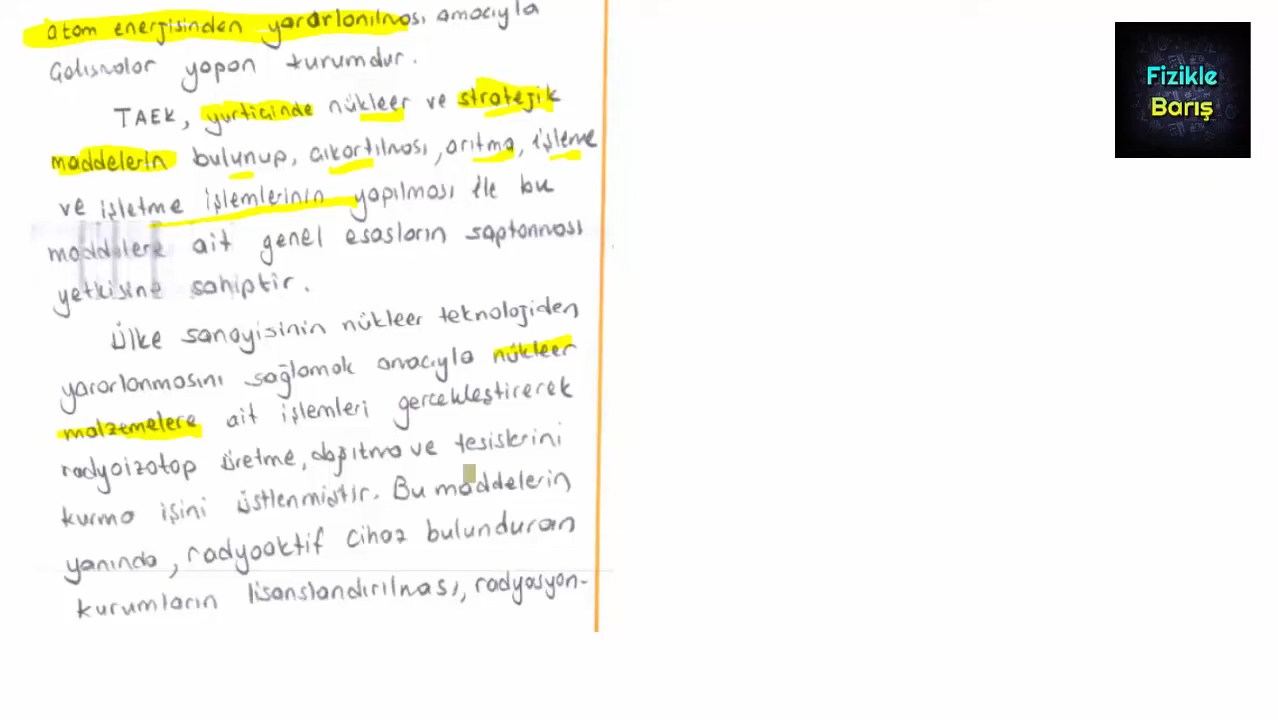 atom enerjisinden yararlanılması amacıyla
Çalışmalar yapan kurumdur.
TAEK, yurtiçinde nükleer ve stratejik
maddelerin bulunup, çıkartılması, arıtma, işleme
ve işletme işlemlerinin yapılması ile bu
maddelere ait genel esasların saptanması
yetkisine sahiptir.
Ülke sanayisinin nükleer teknolojiden
yararlanmasını sağlamak amacıyla nükleer
malzemelere ait işlemleri gerçekleştirerek
radyoizotop üretme, dağıtma ve tesislerini
kurma işini üstlenmiştir. Bu maddelerin
yanında, radyoaktif cihaz bulunduran
kurumların lisanslandırılması, radyasyon-
Fizikle
Barış